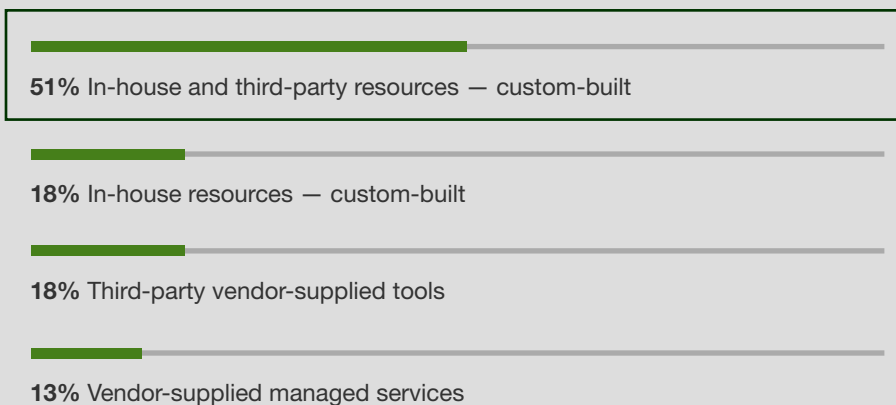 51% In-house and third-party resources — custom-built
18% In-house resources — custom-built
18% Third-party vendor-supplied tools
13% Vendor-supplied managed services